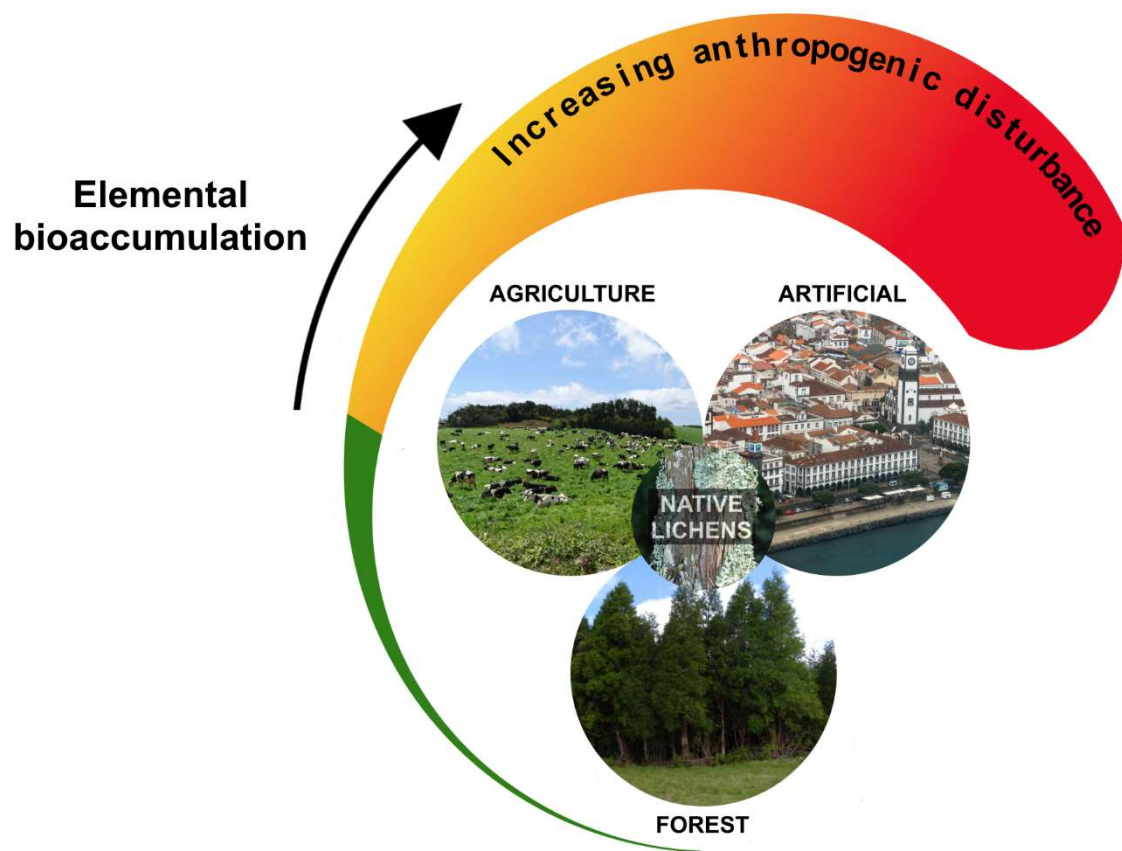 Increasing anthropogenic disturbance
Elemental
bioaccumulation
AGRICULTURE
ARTIFICIAL
NATIVE
LICHENS
FOREST